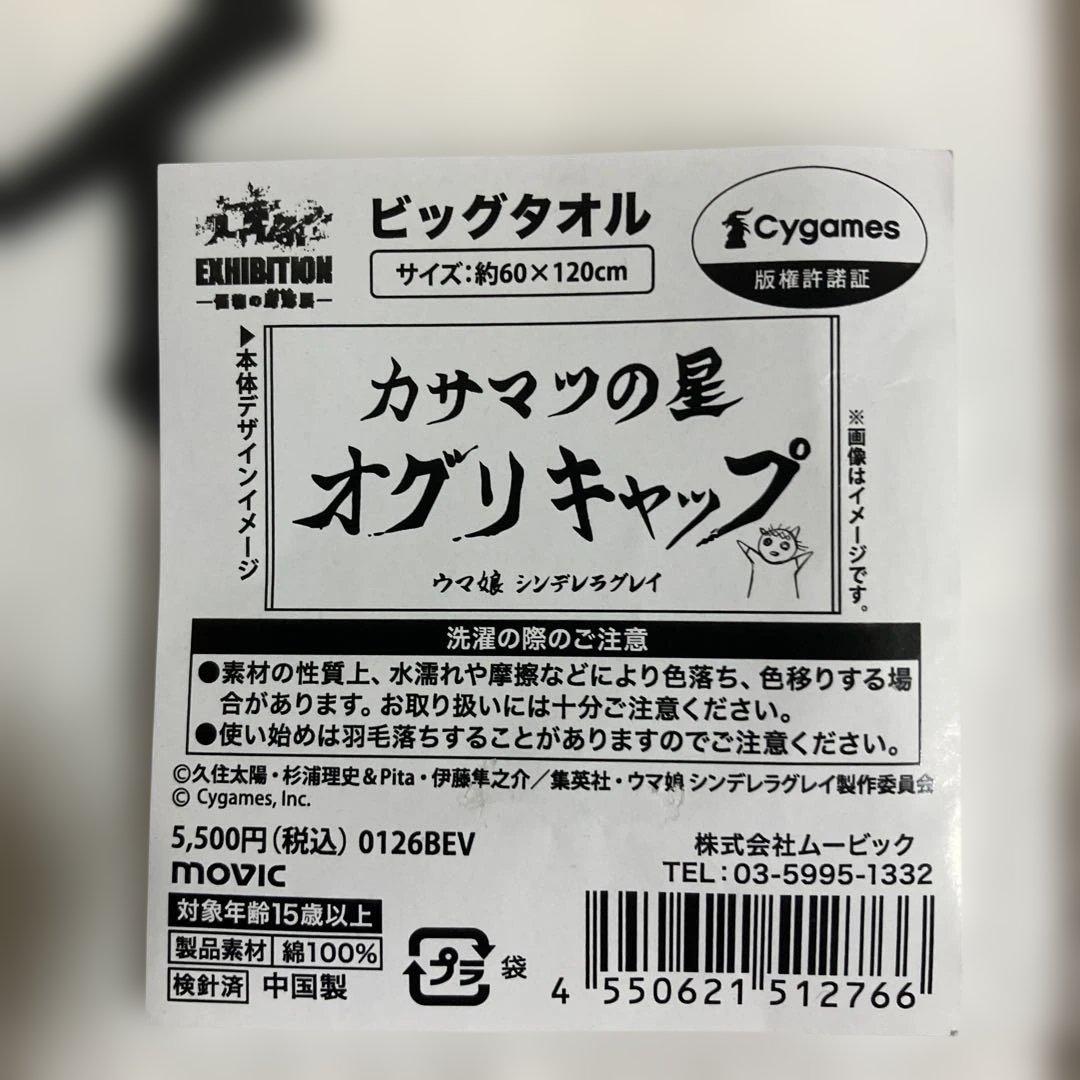 EXHIBITION
ビッグタオル
サイズ:約60×120cm
Cygames
版権許諾証
▶本体デザインイメージ
カサマツの星
オグリキャップ
ウマ娘 シンデレラグレイ
※画像はイメージです。
洗濯の際のご注意
●素材の性質上、水濡れや摩擦などにより色落ち、色移りする場
合があります。お取り扱いには十分ご注意ください。
●使い始めは羽毛落ちすることがありますのでご注意ください。
©久住太陽・杉浦理史&Pita・伊藤隼之介/集英社・ウマ娘 シンデレラグレイ製作委員会
© Cygames, Inc.
5,500円(税込) 0126BEV
movic
株式会社ムービック
TEL:03-5995-1332
対象年齢15歳以上
製品素材 綿100%
検針済 中国製
プラ 袋
4 550621 512766